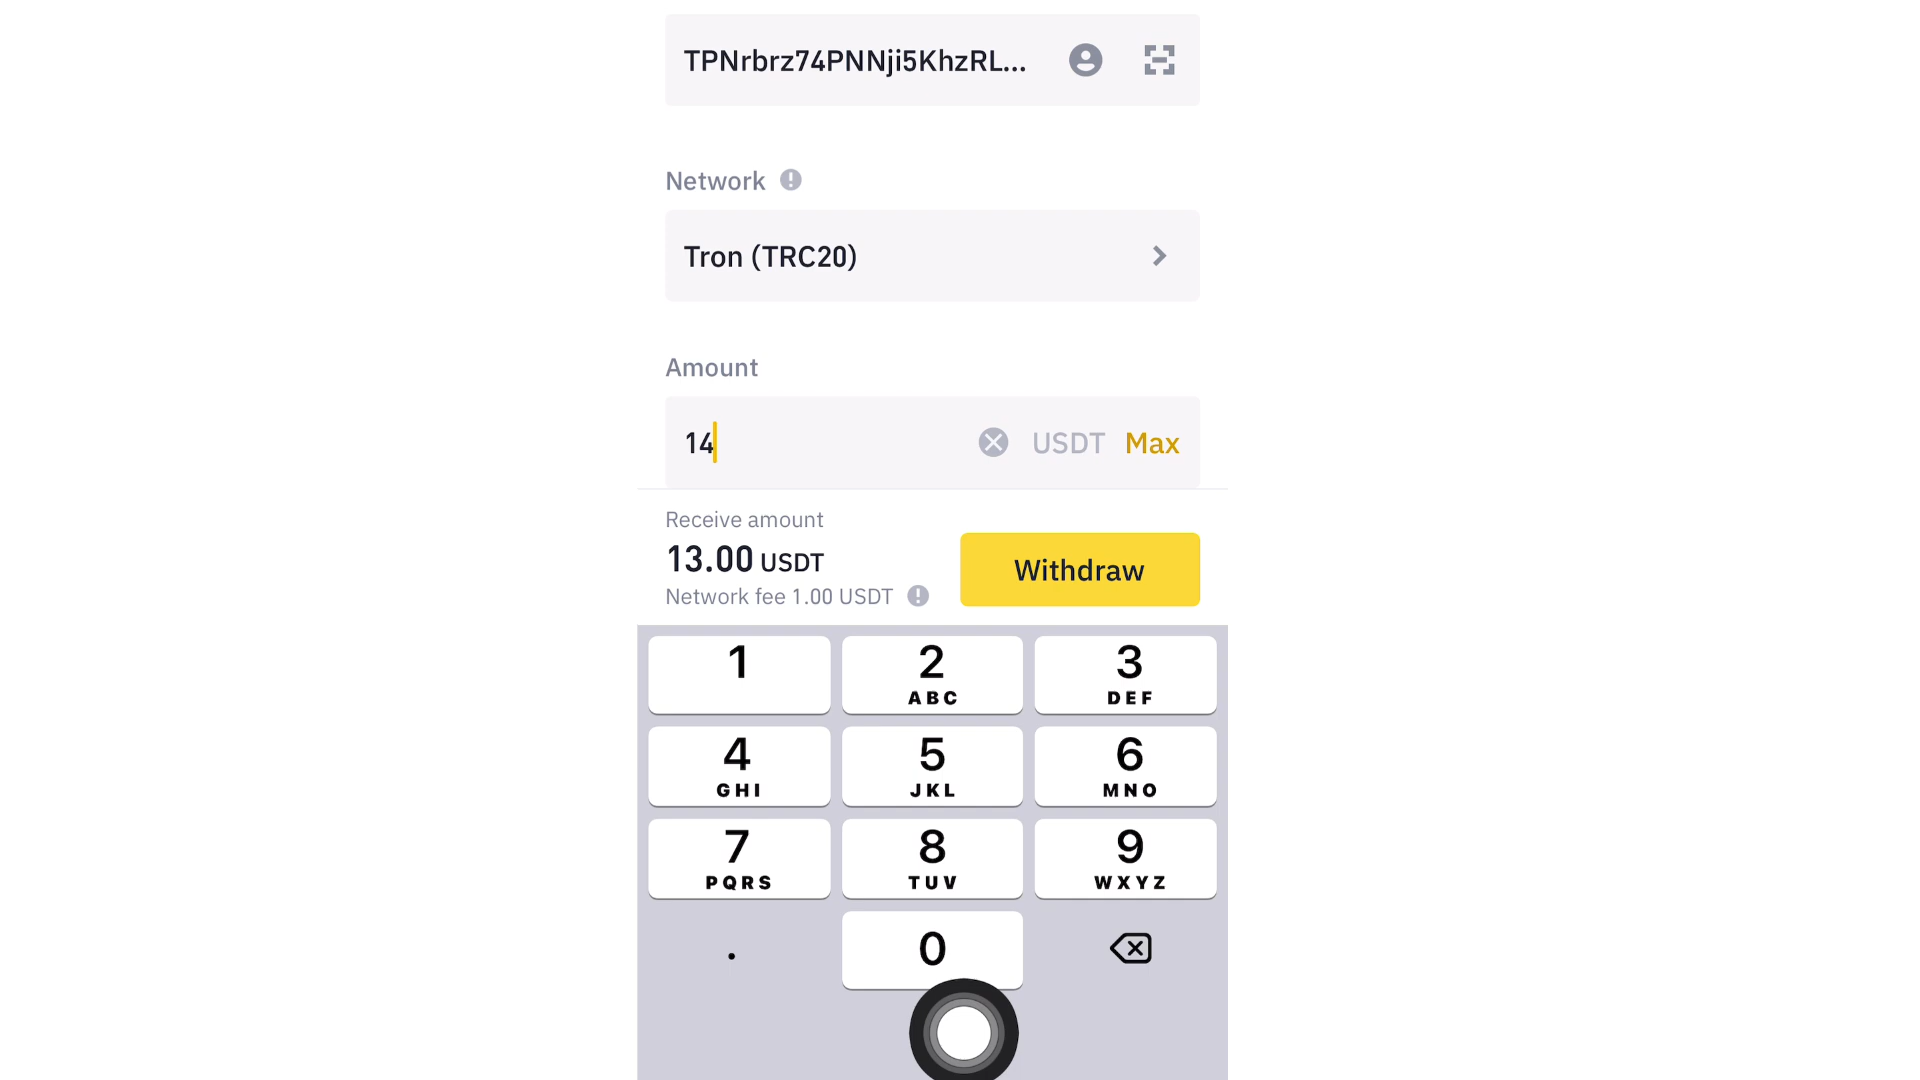 TPNrbrz74PNNji5KhzRL...
Network
Tron (TRC20)
Amount
14 USDT Max
Receive amount
13.00 USDT
Network fee 1.00 USDT
Withdraw
1 2 3
ABC DEF
4 5 6
GHI JKL MNO
7 8 9
PQRS TUV WXYZ
. 0